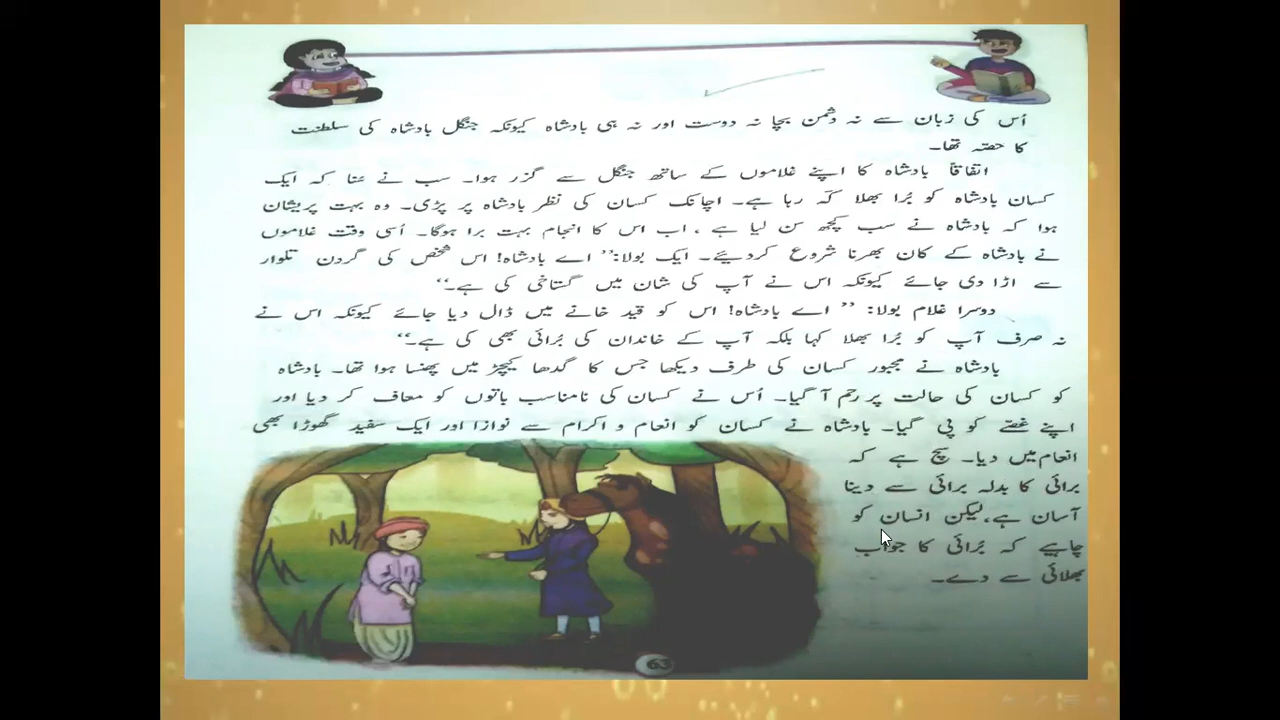 اُس کی زبان سے نہ دشمن بچا نہ دوست اور نہ ہی بادشاہ کیونکہ جنگل بادشاہ کی سلطنت
کا حصّہ تھا۔
اتفاقاً بادشاہ کا اپنے غلاموں کے ساتھ جنگل سے گزر ہوا۔ سب نے سُنا کہ ایک
کسان بادشاہ کو بُرا بھلا کہہ رہا ہے۔ اچانک کسان کی نظر بادشاہ پر پڑی۔ وہ بہت پریشان
ہوا کہ بادشاہ نے سب کچھ سن لیا ہے ، اب اس کا انجام بہت برا ہوگا۔ اُسی وقت غلاموں
نے بادشاہ کے کان بھرنا شروع کردیئے۔ ایک بولا:’’ اے بادشاہ! اس شخص کی گردن تلوار
سے اڑا دی جائے کیونکہ اس نے آپ کی شان میں گستاخی کی ہے۔‘‘
دوسرا غلام بولا: ’’ اے بادشاہ! اس کو قید خانے میں ڈال دیا جائے کیونکہ اس نے
نہ صرف آپ کو بُرا بھلا کہا بلکہ آپ کے خاندان کی بُرائی بھی کی ہے۔‘‘
بادشاہ نے مجبور کسان کی طرف دیکھا جس کا گدھا کیچڑ میں پھنسا ہوا تھا۔ بادشاہ
کو کسان کی حالت پر رحم آ گیا۔ اُس نے کسان کی نامناسب باتوں کو معاف کر دیا اور
اپنے غصّے کو پی گیا۔ بادشاہ نے کسان کو انعام و اکرام سے نوازا اور ایک سفید گھوڑا بھی
انعام میں دیا۔ سچ ہے کہ
برائی کا بدلہ برائی سے دینا
آسان ہے،لیکن انسان کو
چاہیے کہ بُرائی کا جواب
بھلائی سے دے۔
63